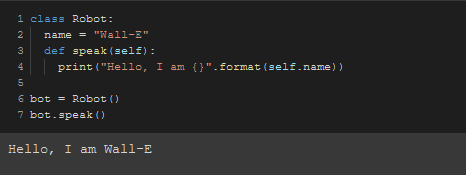 1 class Robot:
2   name = "Wall-E"
3   def speak(self):
4     print("Hello, I am {}".format(self.name))
5
6 bot = Robot()
7 bot.speak()
Hello, I am Wall-E